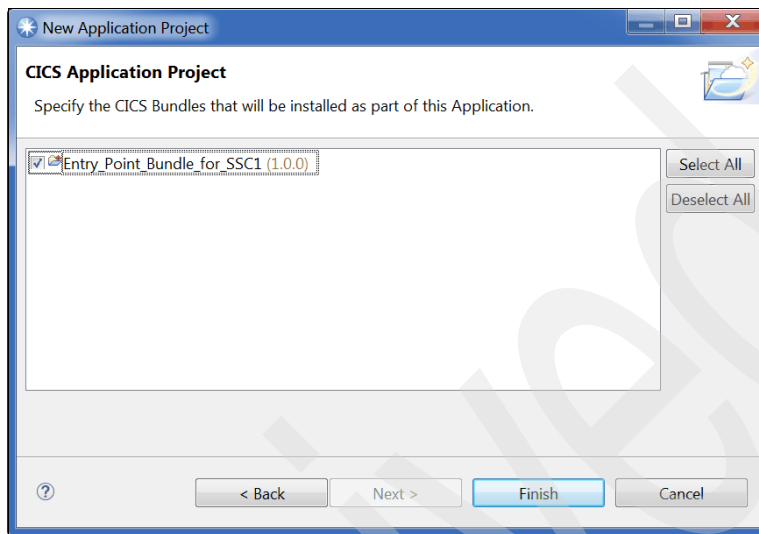 New Application Project
CICS Application Project
Specify the CICS Bundles that will be installed as part of this Application.
Entry_Point_Bundle_for_SSC1 (1.0.0)
Select All
Deselect All
?
< Back
Next >
Finish
Cancel